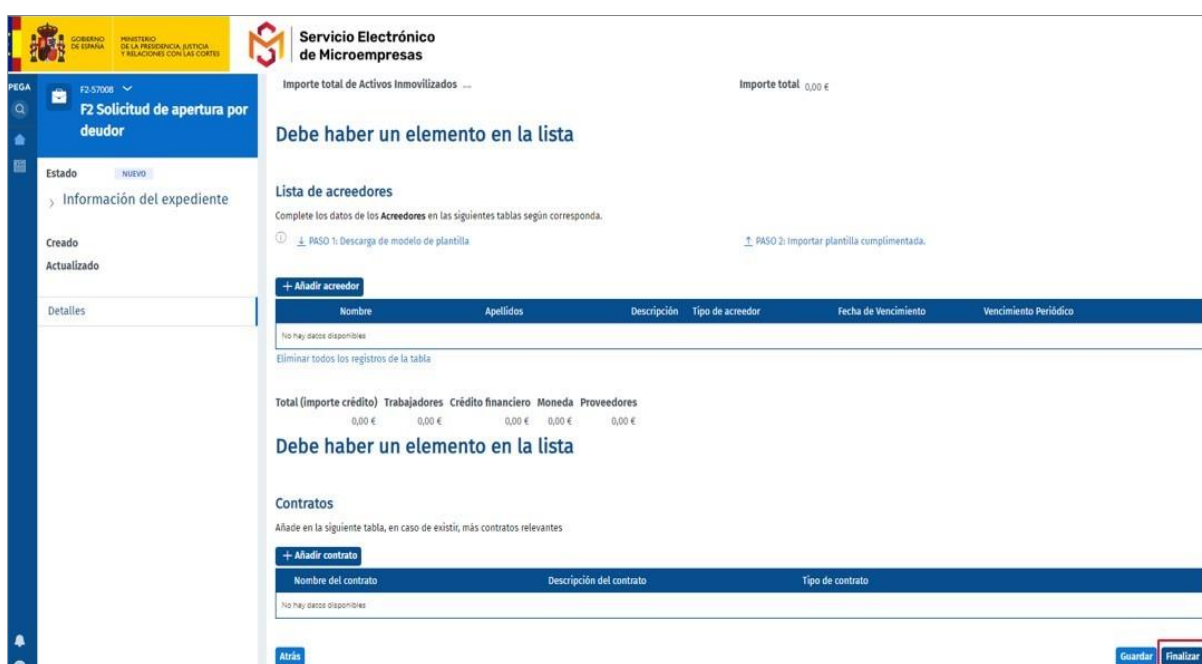 GOBIERNO DE ESPAÑA
MINISTERIO DE LA PRESIDENCIA, JUSTICIA Y RELACIONES CON LAS CORTES
Servicio Electrónico
de Microempresas
PEGA
F2-57008
F2 Solicitud de apertura por
deudor
Estado NUEVO
Información del expediente
Creado
Actualizado
Detalles
Importe total de Activos Inmovilizados --- Importe total 0,00 €
Debe haber un elemento en la lista
Lista de acreedores
Complete los datos de los Acreedores en las siguientes tablas según corresponda.
PASO 1: Descarga de modelo de plantilla PASO 2: Importar plantilla cumplimentada.
+ Añadir acreedor
Nombre Apellidos Descripción Tipo de acreedor Fecha de Vencimiento Vencimiento Periódico
No hay datos disponibles
Eliminar todos los registros de la tabla
Total (importe crédito) Trabajadores Crédito financiero Moneda Proveedores
0,00 € 0,00 € 0,00 € 0,00 € 0,00 €
Debe haber un elemento en la lista
Contratos
Añade en la siguiente tabla, en caso de existir, más contratos relevantes
+ Añadir contrato
Nombre del contrato Descripción del contrato Tipo de contrato
No hay datos disponibles
Atrás Guardar Finalizar